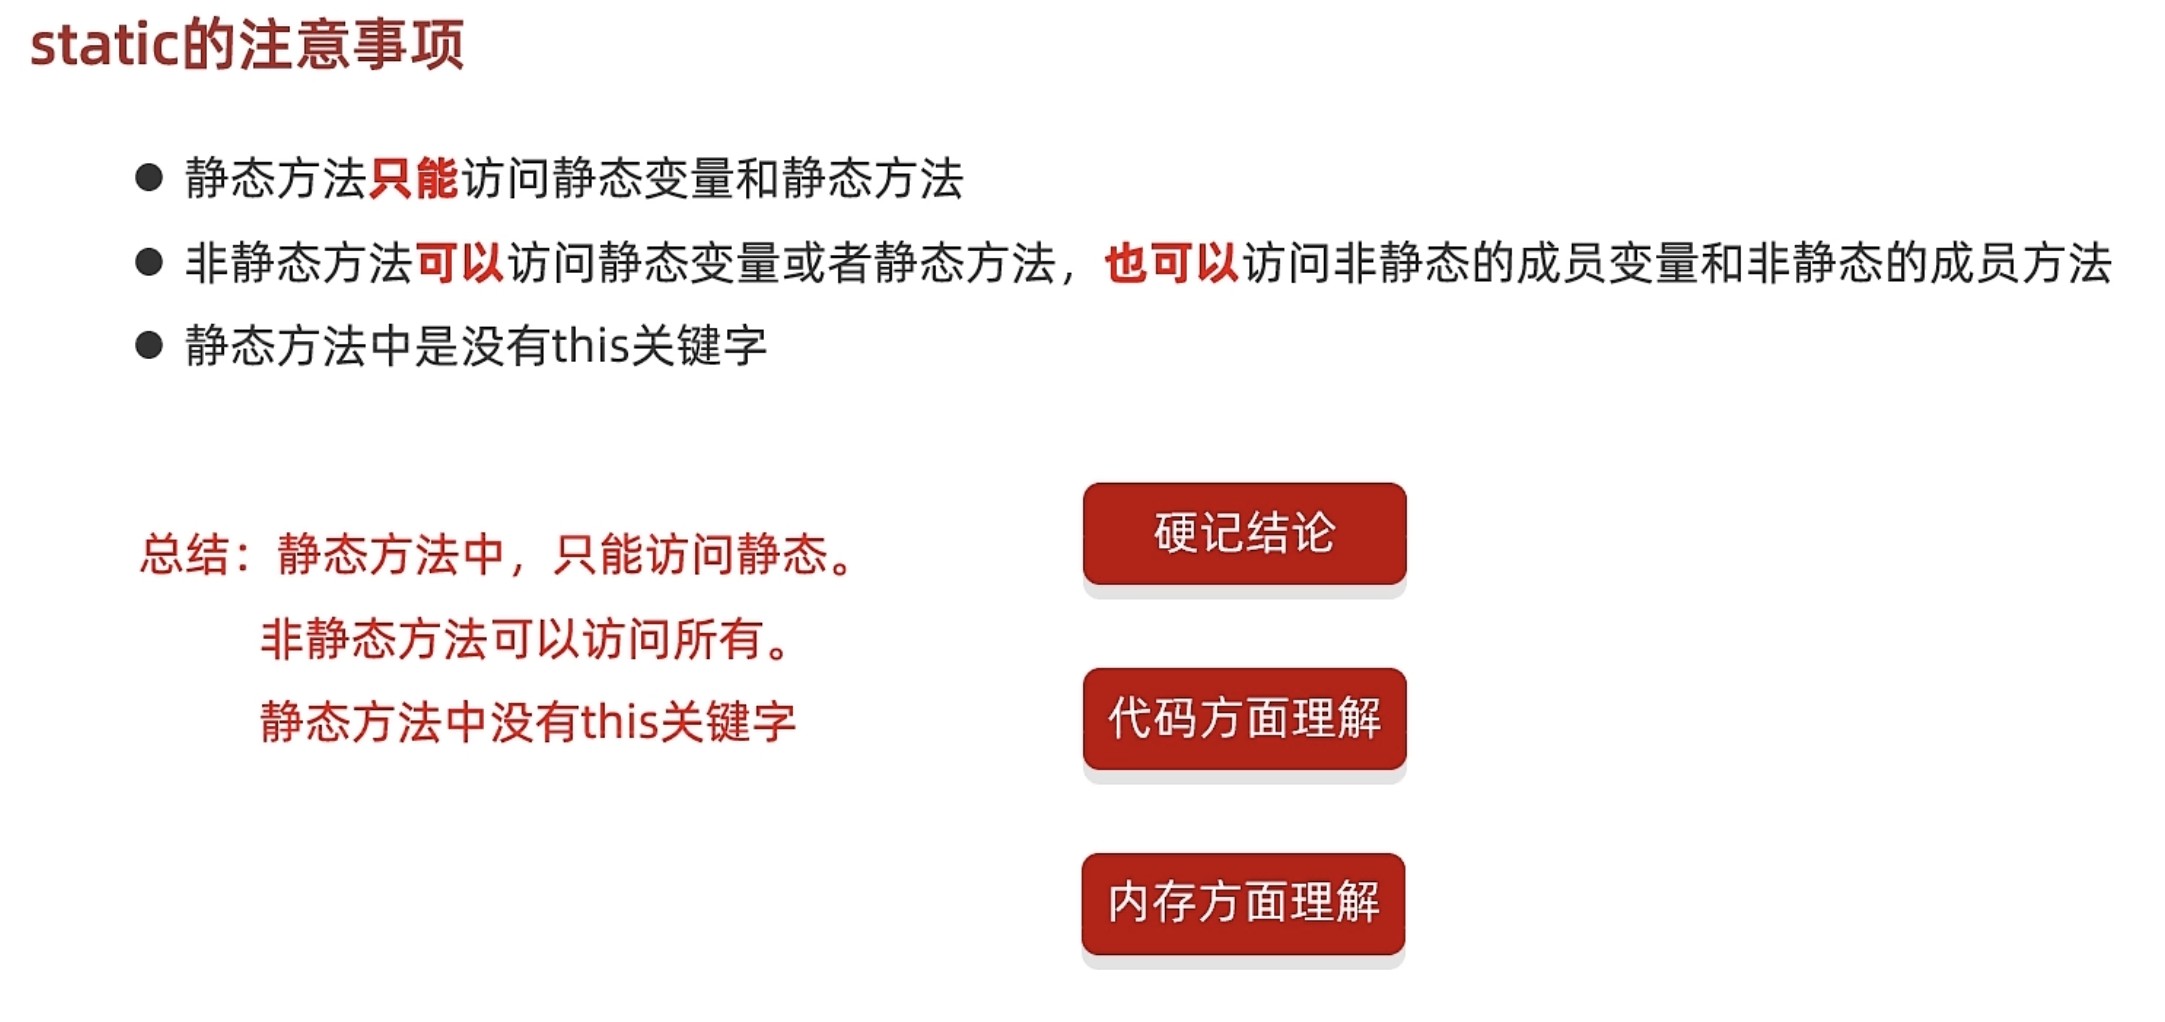 static的注意事项
静态方法只能访问静态变量和静态方法
非静态方法可以访问静态变量或者静态方法，也可以访问非静态的成员变量和非静态的成员方法
静态方法中是没有this关键字
总结：静态方法中，只能访问静态。
非静态方法可以访问所有。
静态方法中没有this关键字
硬记结论
代码方面理解
内存方面理解